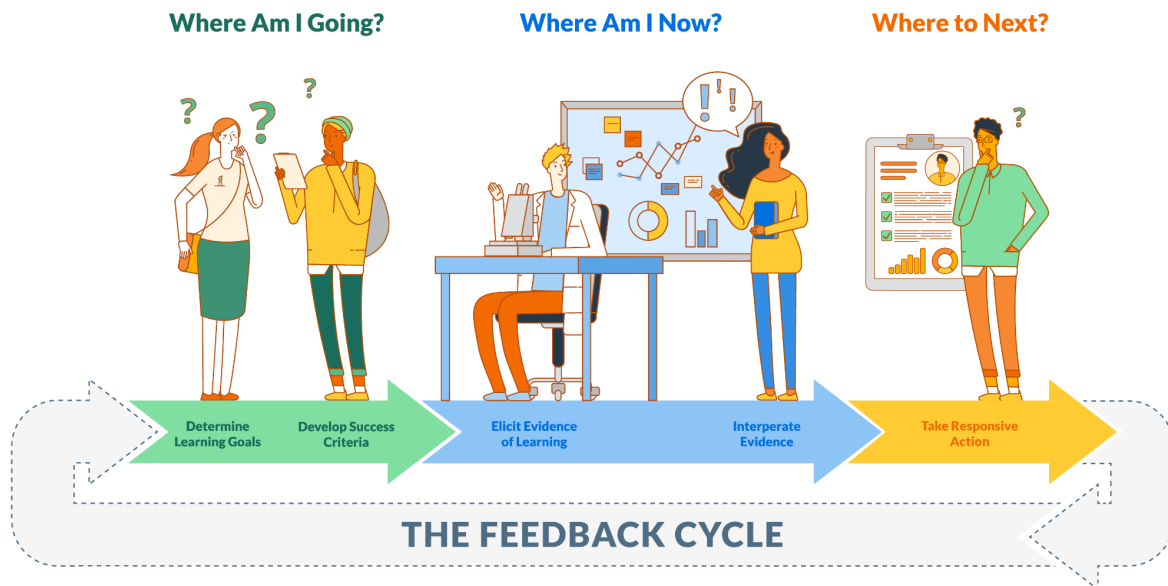 Where Am I Going?
Where Am I Now?
Where to Next?
? ? ?
! ! !
?
Determine
Learning Goals
Develop Success
Criteria
Elicit Evidence
of Learning
Interperate
Evidence
Take Responsive
Action
THE FEEDBACK CYCLE